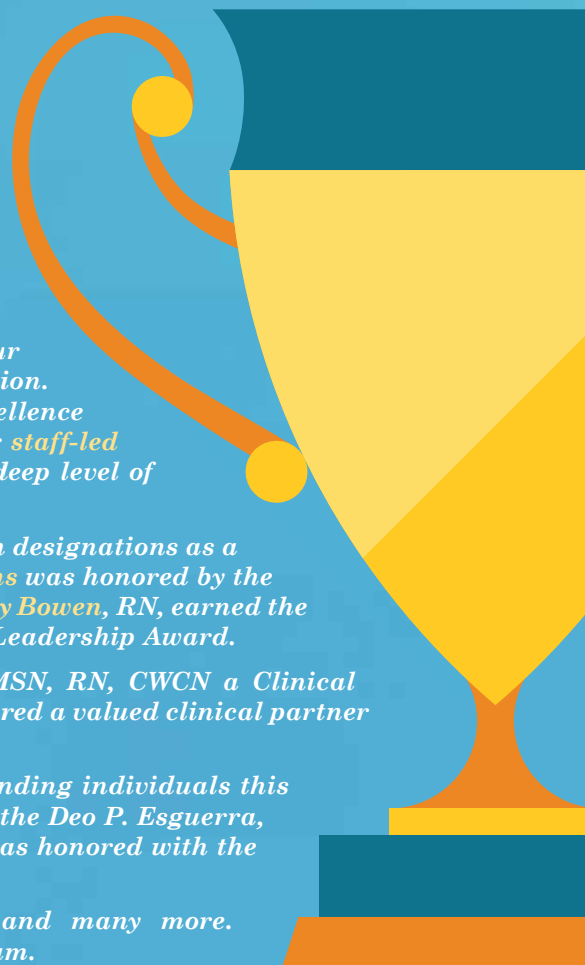 ur
ion.
ellence
staff-led
deep level of
n designations as a
ns was honored by the
y Bowen, RN, earned the
Leadership Award.
MSN, RN, CWCN a Clinical
red a valued clinical partner
nding individuals this
the Deo P. Esguerra,
as honored with the
and many more.
um.